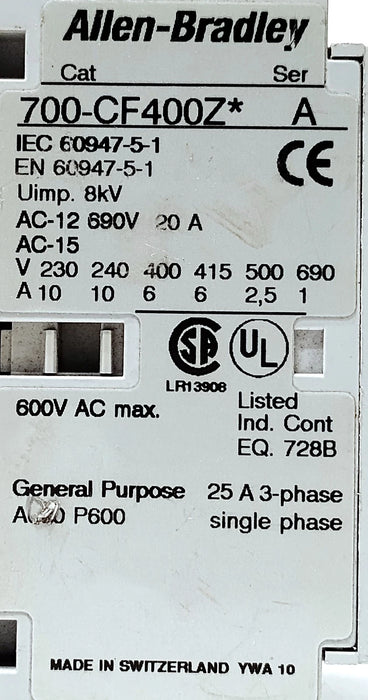 Allen-Bradley
Cat Ser
700-CF400Z* A
IEC 60947-5-1
EN 60947-5-1
CE
Uimp. 8kV
AC-12 690V 20 A
AC-15
V 230 240 400 415 500 690
A 10 10 6 6 2,5 1
SA UL
LR13908
600V AC max. Listed
Ind. Cont
EQ. 728B
General Purpose 25 A 3-phase
P600 single phase
MADE IN SWITZERLAND YWA 10